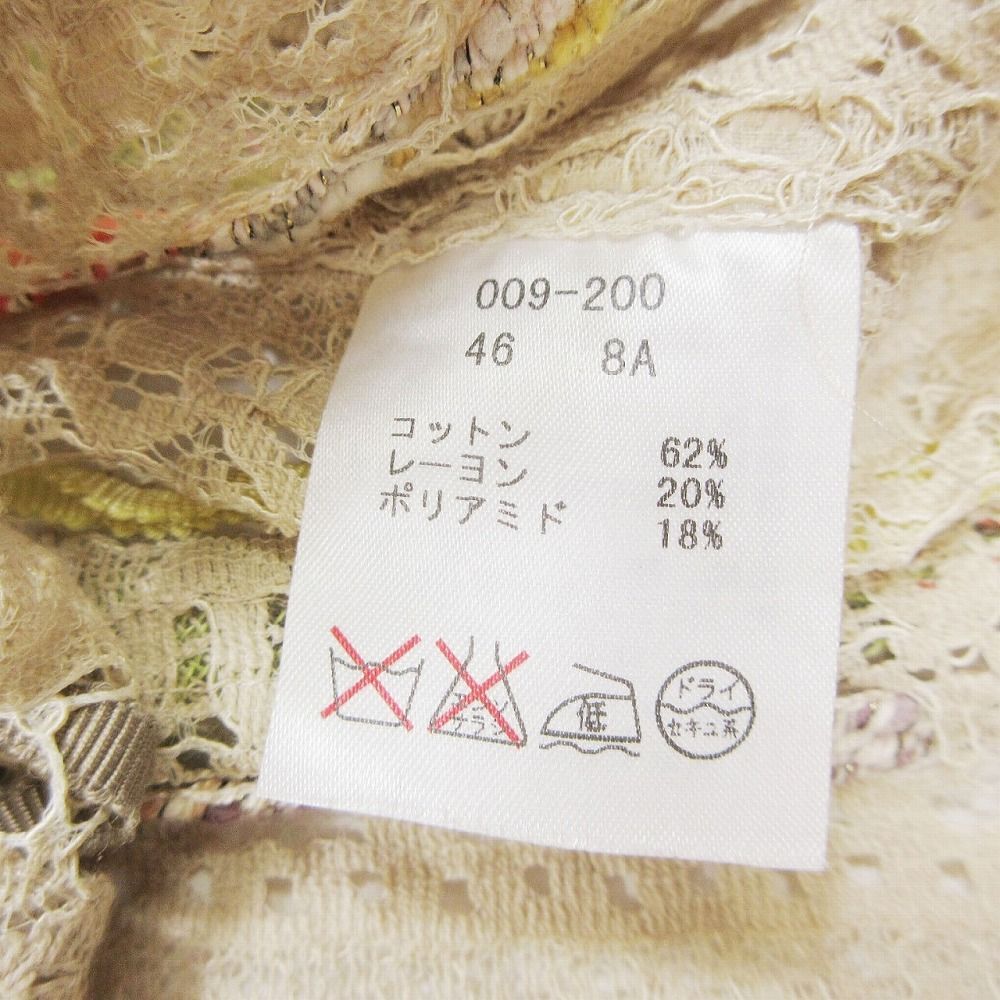 009-200
46 8A
コットン 62%
レーヨン 20%
ポリアミド 18%
低
ドライ
セキユ系